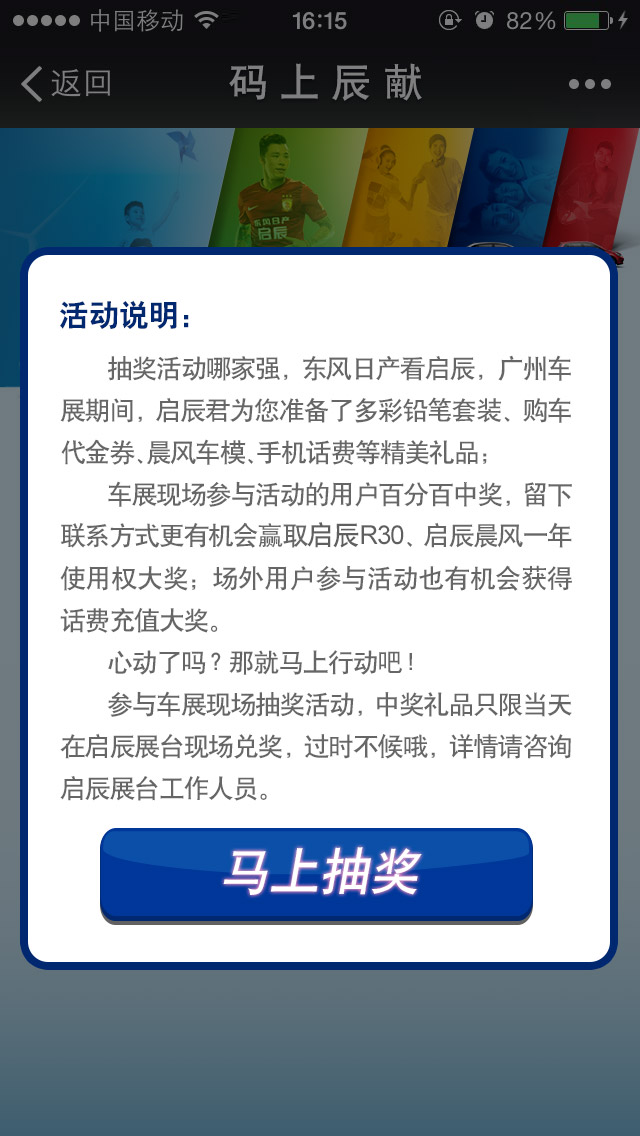 中国移动 16:15 82%
返回 码上辰献
东风日产
启辰
活动说明：
抽奖活动哪家强，东风日产看启辰，广州车
展期间，启辰君为您准备了多彩铅笔套装、购车
代金券、晨风车模、手机话费等精美礼品；
车展现场参与活动的用户百分百中奖，留下
联系方式更有机会赢取启辰R30、启辰晨风一年
使用权大奖；场外用户参与活动也有机会获得
话费充值大奖。
心动了吗？那就马上行动吧！
参与车展现场抽奖活动，中奖礼品只限当天
在启辰展台现场兑奖，过时不候哦，详情请咨询
启辰展台工作人员。
马上抽奖